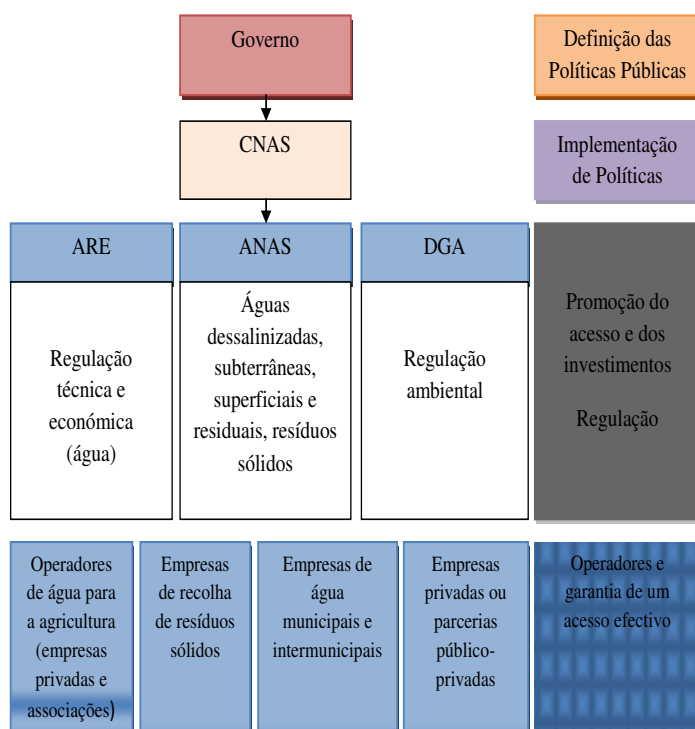 Governo
Definição das
Políticas Públicas
CNAS
Implementação
de Políticas
ARE
Regulação
técnica e
económica
(água)
ANAS
Águas
dessalinizadas,
subterrâneas,
superficiais e
residuais, resíduos
sólidos
DGA
Regulação
ambiental
Promoção do
acesso e dos
investimentos
Regulação
Operadores
de água para
a agricultura
(empresas
privadas e
associações)
Empresas
de recolha
de resíduos
sólidos
Empresas de
água
municipais e
intermunicipais
Empresas
privadas ou
parcerias
público-
privadas
Operadores e
garantia de um
acesso efectivo